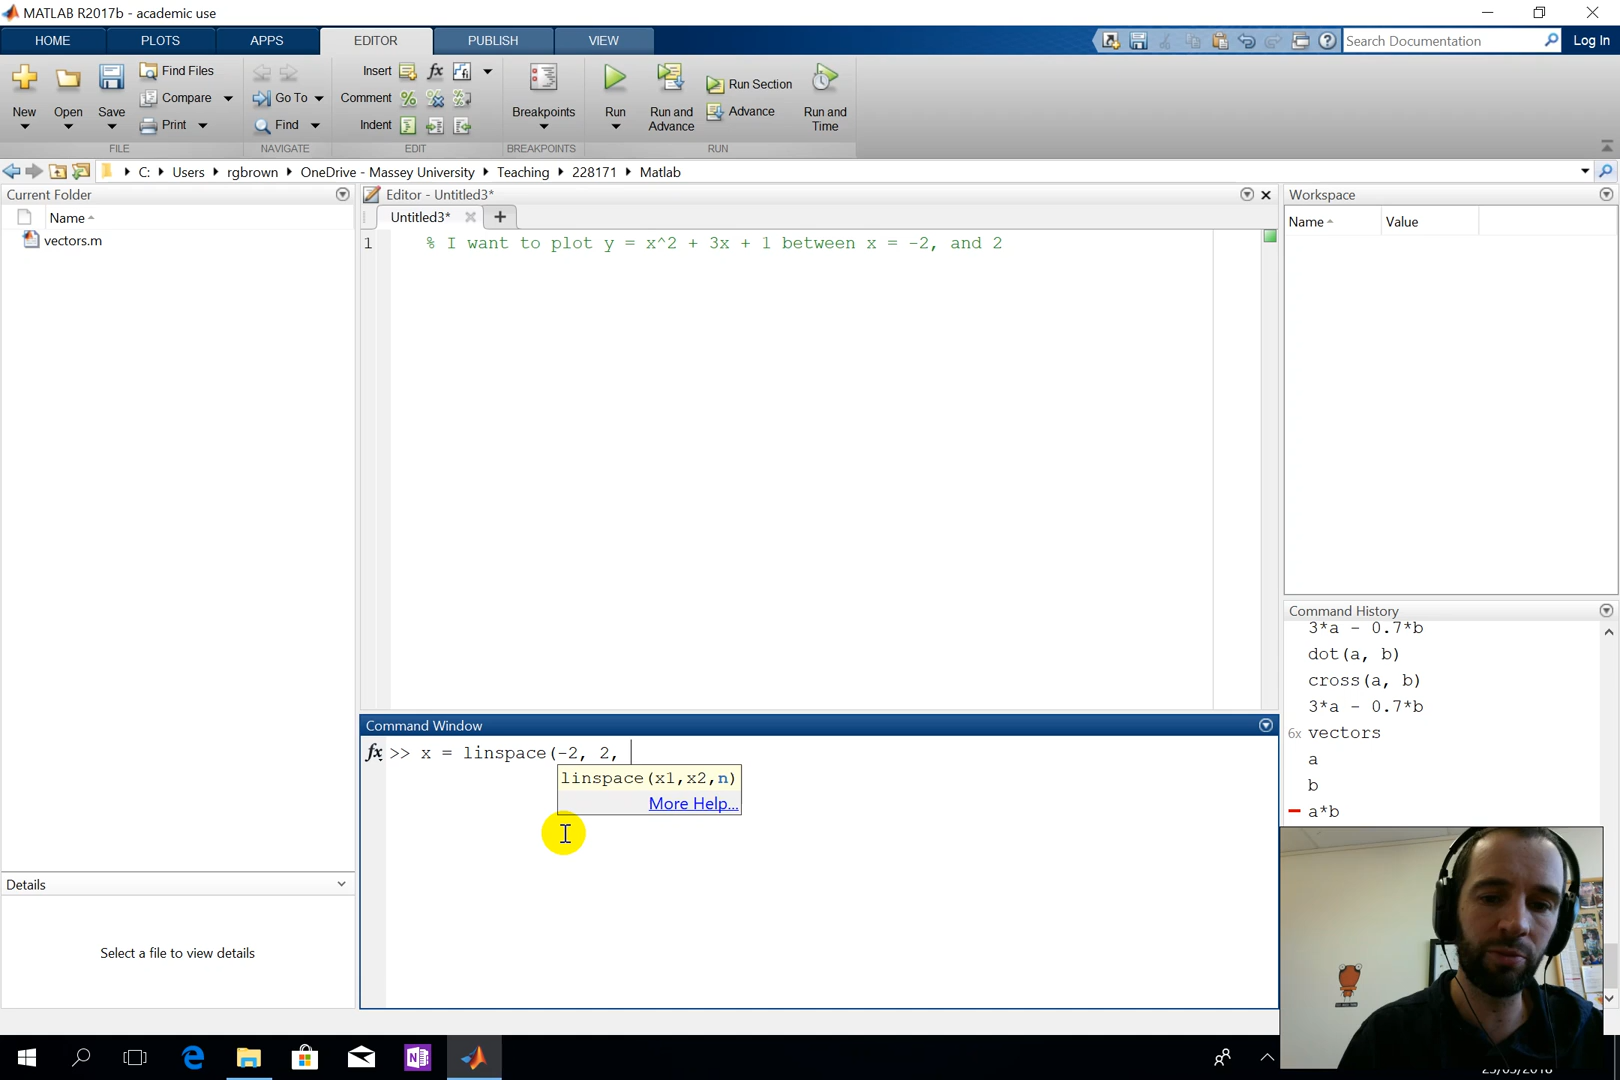 MATLAB R2017b - academic use
HOME PLOTS APPS EDITOR PUBLISH VIEW
Search Documentation
Log In
New
Open
Save
Find Files
Compare
Print
FILE
Go To
Find
NAVIGATE
Insert
Comment
Indent
EDIT
Breakpoints
BREAKPOINTS
Run
Run and Advance
Run Section
Advance
Run and Time
RUN
C: Users rgbrown OneDrive - Massey University Teaching 228171 Matlab
Current Folder
Name
vectors.m
Details
Select a file to view details
Editor - Untitled3*
Untitled3*
1 % I want to plot y = x^2 + 3x + 1 between x = -2, and 2
Command Window
fx >> x = linspace(-2, 2,
linspace(x1,x2,n)
More Help...
Workspace
Name Value
Command History
3*a - 0.7*b
dot(a, b)
cross(a, b)
3*a - 0.7*b
6x vectors
a
b
a*b